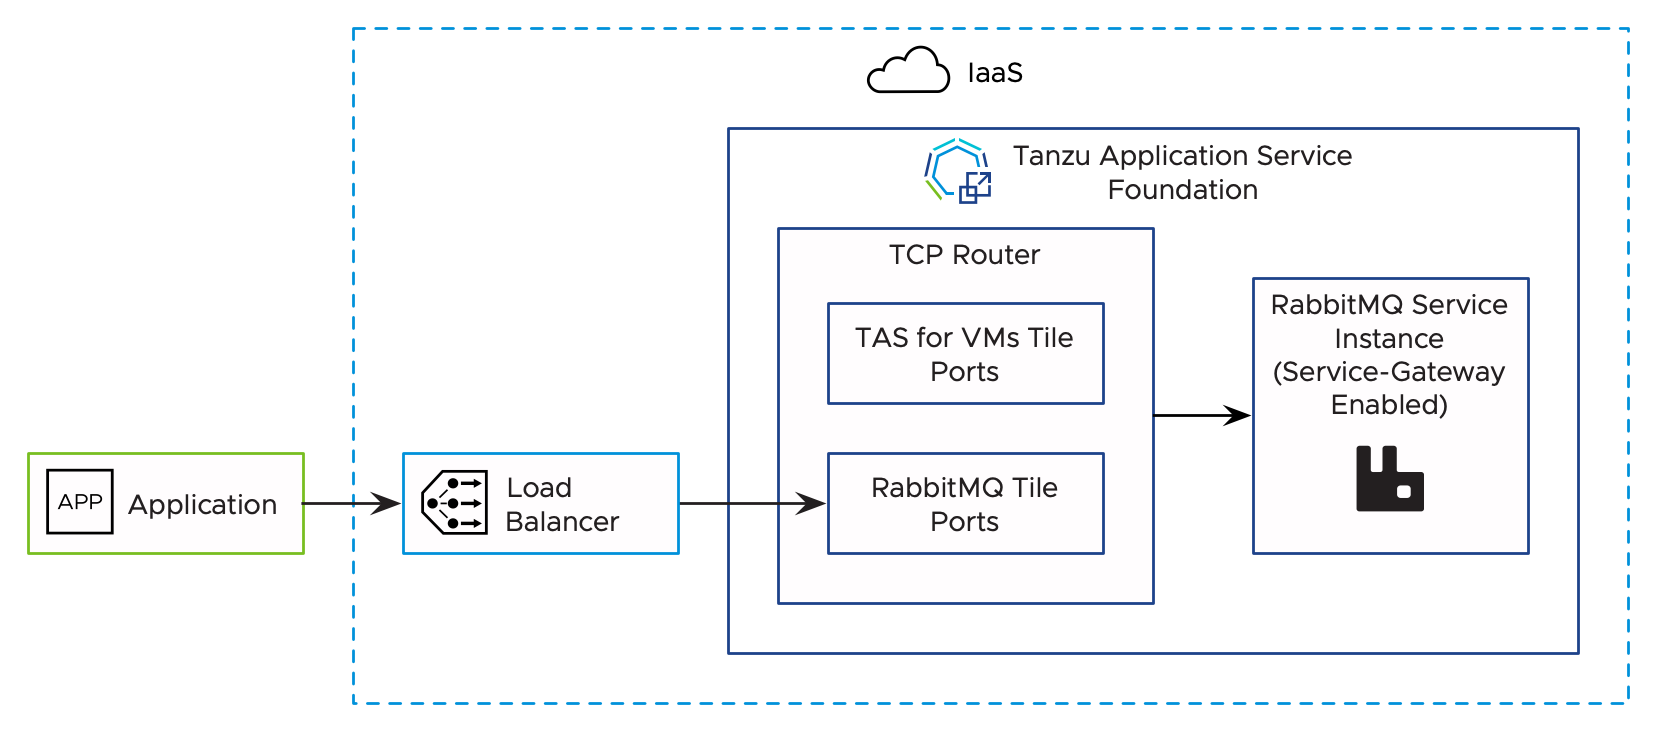 IaaS
Tanzu Application Service
Foundation
TCP Router
TAS for VMs Tile
Ports
RabbitMQ Service
Instance
(Service-Gateway
Enabled)
APP
Application
Load
Balancer
RabbitMQ Tile
Ports